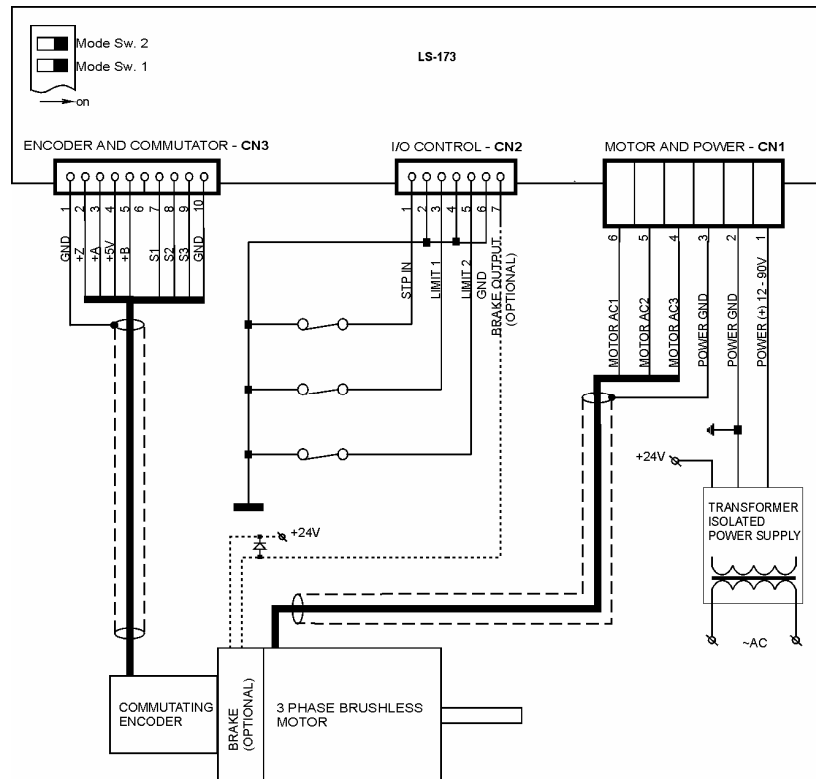 Mode Sw. 2
Mode Sw. 1
on
LS-173
ENCODER AND COMMUTATOR - CN3
I/O CONTROL - CN2
MOTOR AND POWER - CN1
1 2 3 4 5 6 7 8 9 10
GND
+Z
+A
+5V
+B
S1
S2
S3
GND
1 2 3 4 5 6 7
STP IN
LIMIT 1
LIMIT 2
GND
BRAKE OUTPUT
(OPTIONAL)
6 5 4 3 2 1
MOTOR AC1
MOTOR AC2
MOTOR AC3
POWER GND
POWER GND
POWER (+) 12 - 90V
+24V
TRANSFORMER
ISOLATED
POWER SUPPLY
~AC
+24V
COMMUTATING
ENCODER
BRAKE
(OPTIONAL)
3 PHASE BRUSHLESS
MOTOR